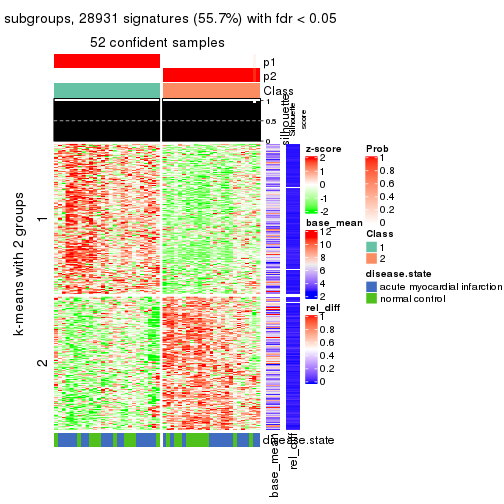 subgroups, 28931 signatures (55.7%) with fdr < 0.05
52 confident samples
p1
p2
Class
silhouette
Silhouette
score
1
0.5
0
k-means with 2 groups
1
2
z-score
2
1
0
-1
-2
base_mean
12
10
8
6
4
2
rel_diff
1
0.8
0.6
0.4
0.2
0
Prob
1
0.8
0.6
0.4
0.2
0
Class
1
2
disease.state
acute myocardial infarction
normal control
disease.state
base_mean
rel_diff